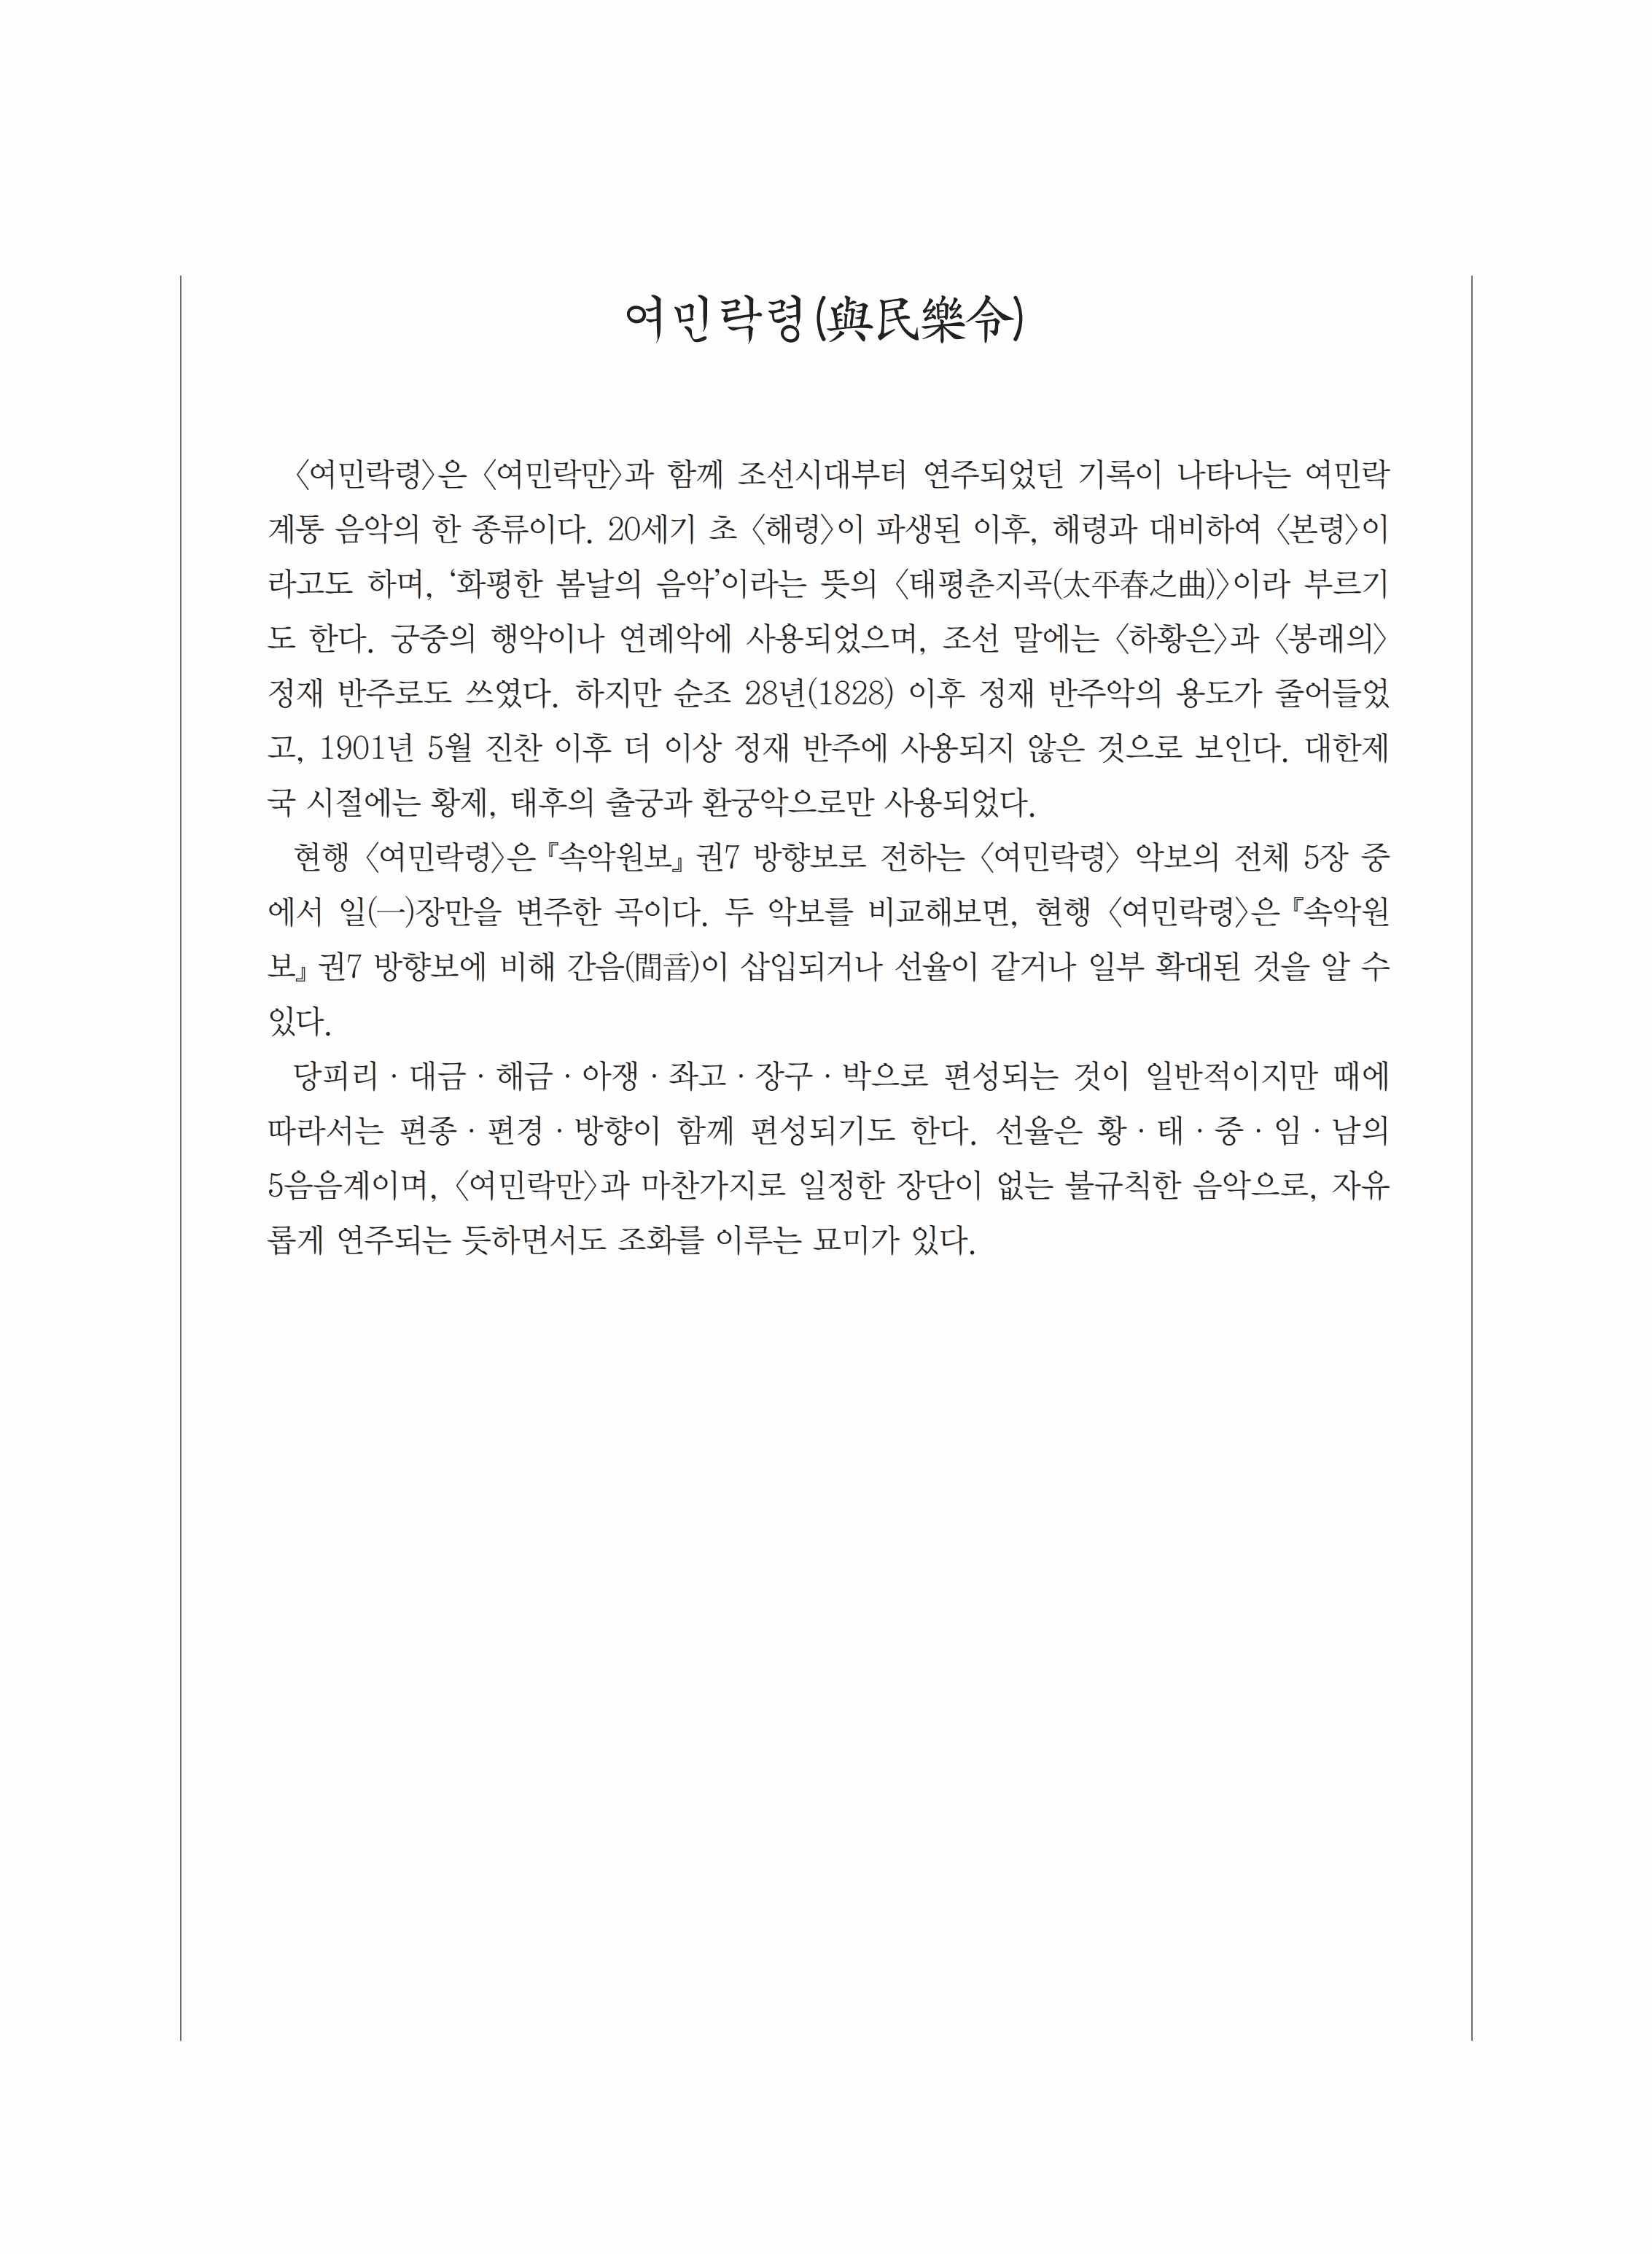 여민락령(與民樂令)
〈여민락령〉은 〈여민락만〉과 함께 조선시대부터 연주되었던 기록이 나타나는 여민락
계통 음악의 한 종류이다. 20세기 초 〈해령〉이 파생된 이후, 해령과 대비하여 〈본령〉이
라고도 하며, ‘화평한 봄날의 음악’이라는 뜻의 〈태평춘지곡(太平春之曲)〉이라 부르기
도 한다. 궁중의 행악이나 연례악에 사용되었으며, 조선 말에는 〈하황은〉과 〈봉래의〉
정재 반주로도 쓰였다. 하지만 순조 28년(1828) 이후 정재 반주악의 용도가 줄어들었
고, 1901년 5월 진찬 이후 더 이상 정재 반주에 사용되지 않은 것으로 보인다. 대한제
국 시절에는 황제, 태후의 출궁과 환궁악으로만 사용되었다.
현행 〈여민락령〉은 『속악원보』 권7 방향보로 전하는 〈여민락령〉 악보의 전체 5장 중
에서 일(一)장만을 변주한 곡이다. 두 악보를 비교해보면, 현행 〈여민락령〉은 『속악원
보』 권7 방향보에 비해 간음(間音)이 삽입되거나 선율이 같거나 일부 확대된 것을 알 수
있다.
당피리 · 대금 · 해금 · 아쟁 · 좌고 · 장구 · 박으로 편성되는 것이 일반적이지만 때에
따라서는 편종 · 편경 · 방향이 함께 편성되기도 한다. 선율은 황 · 태 · 중 · 임 · 남의
5음음계이며, 〈여민락만〉과 마찬가지로 일정한 장단이 없는 불규칙한 음악으로, 자유
롭게 연주되는 듯하면서도 조화를 이루는 묘미가 있다.